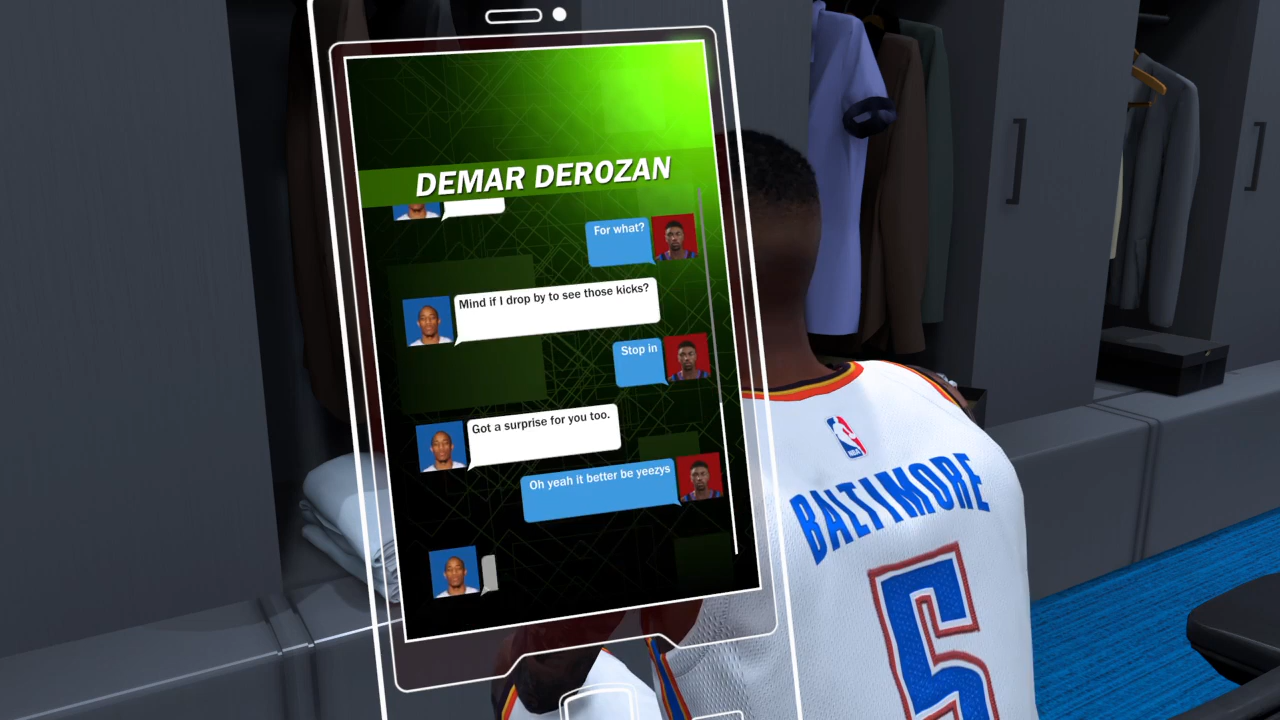 DEMAR DEROZAN
For what?
Mind if I drop by to see those kicks?
Stop in
Got a surprise for you too.
Oh yeah it better be yeezys
NBA
BALTIMORE
5